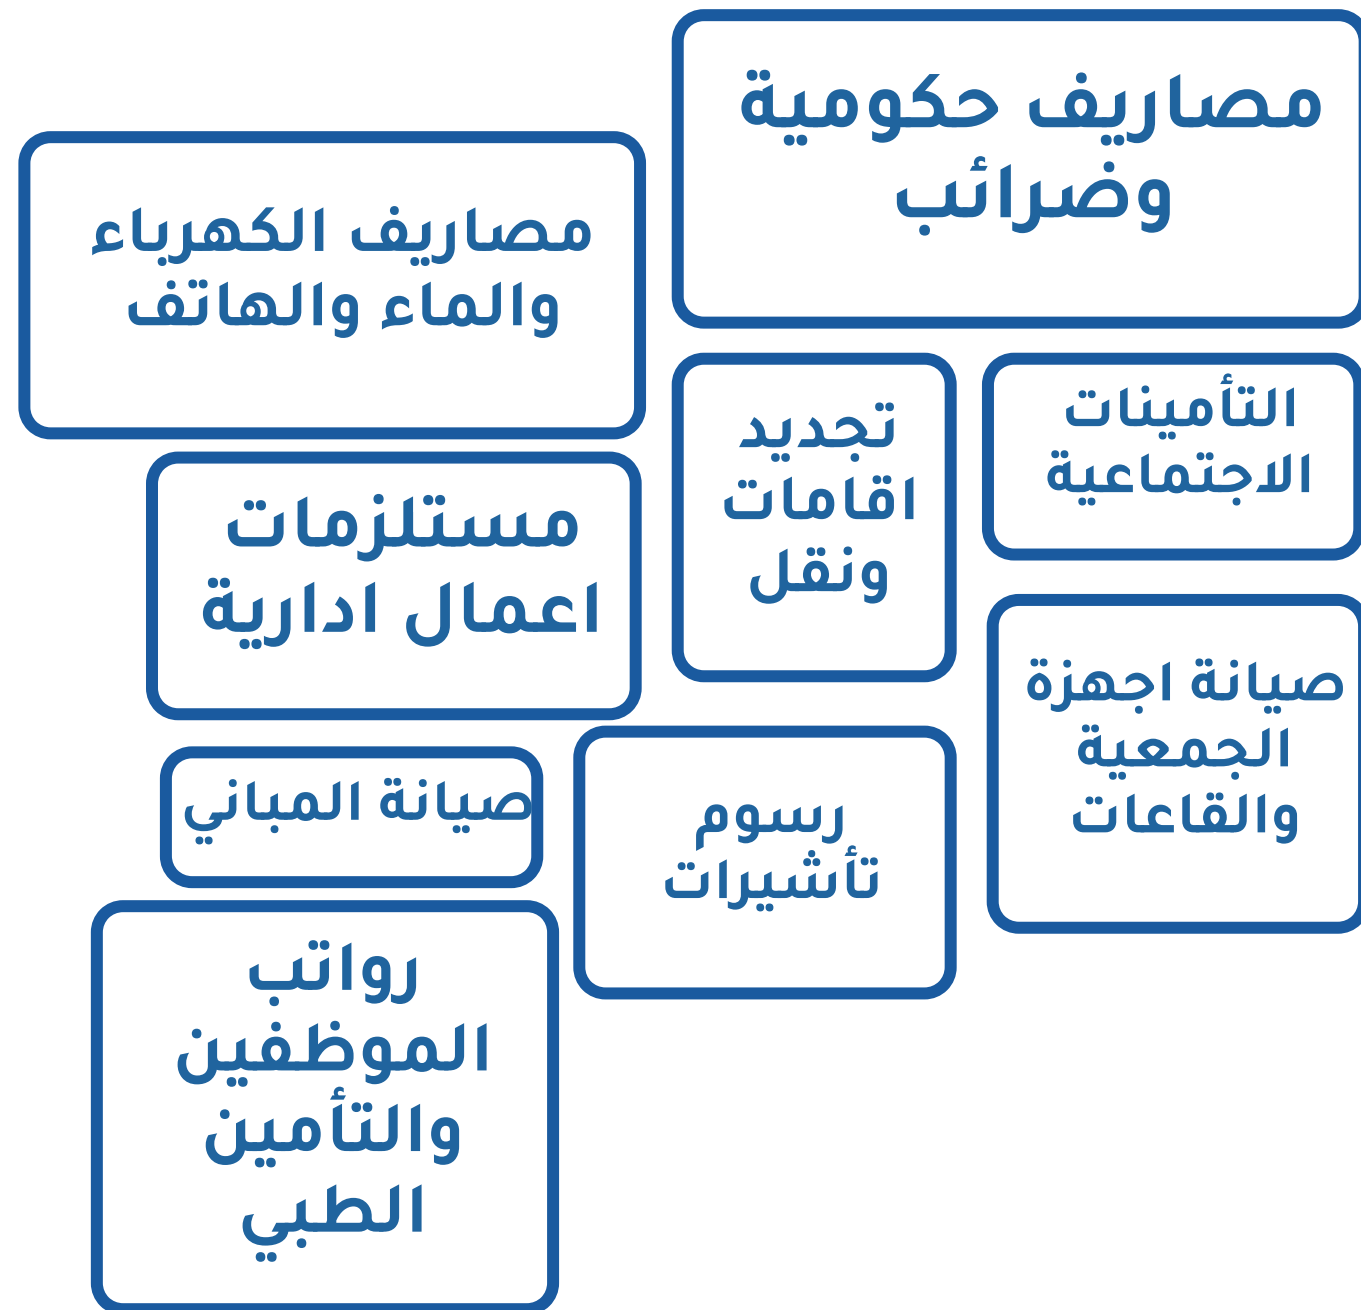 مصاريف حكومية
وضرائب
مصاريف الكهرباء
والماء والهاتف
التأمينات
الاجتماعية
تجديد
اقامات
ونقل
مستلزمات
اعمال ادارية
صيانة اجهزة
الجمعية
والقاعات
رسوم
تأشيرات
صيانة المباني
رواتب
الموظفين
والتأمين
الطبي